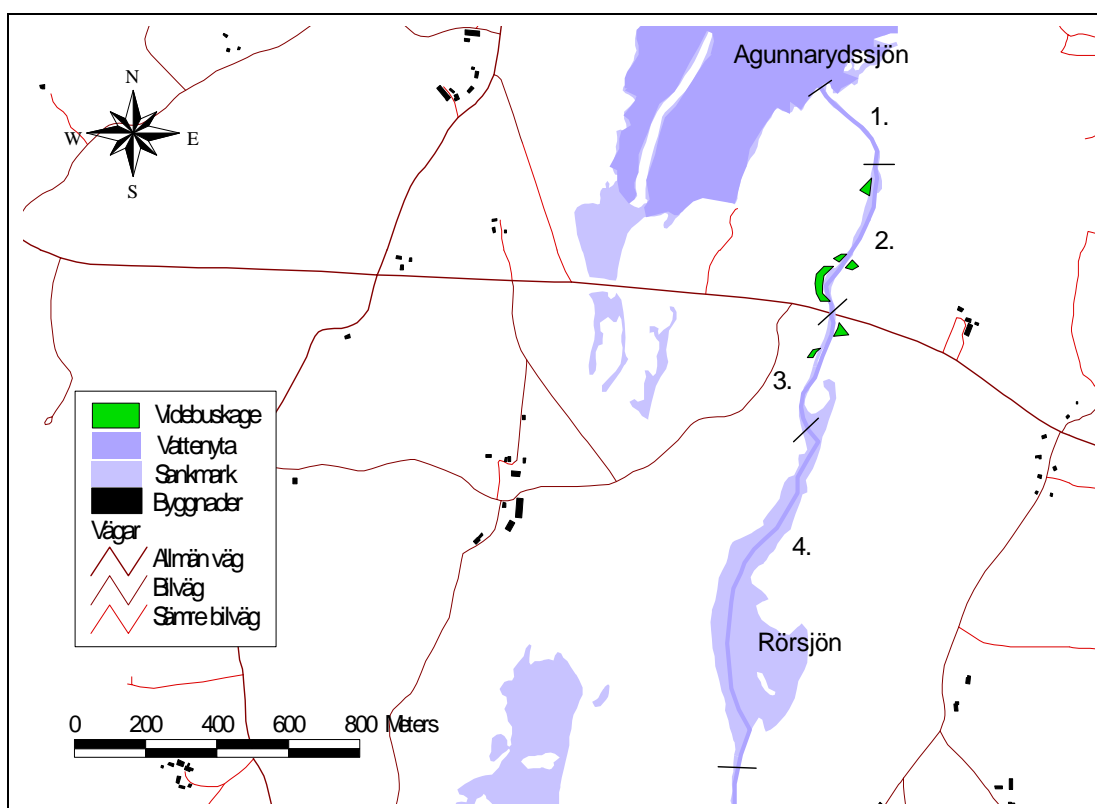 Agunnarydssjön
N
W
E
S
1.
2.
3.
4.
Rörsjön
Videbuskage
Vattenyta
Sankmark
Byggnader
Vägar
Allmän väg
Bilväg
Sämre bilväg
0 200 400 600 800 Meters